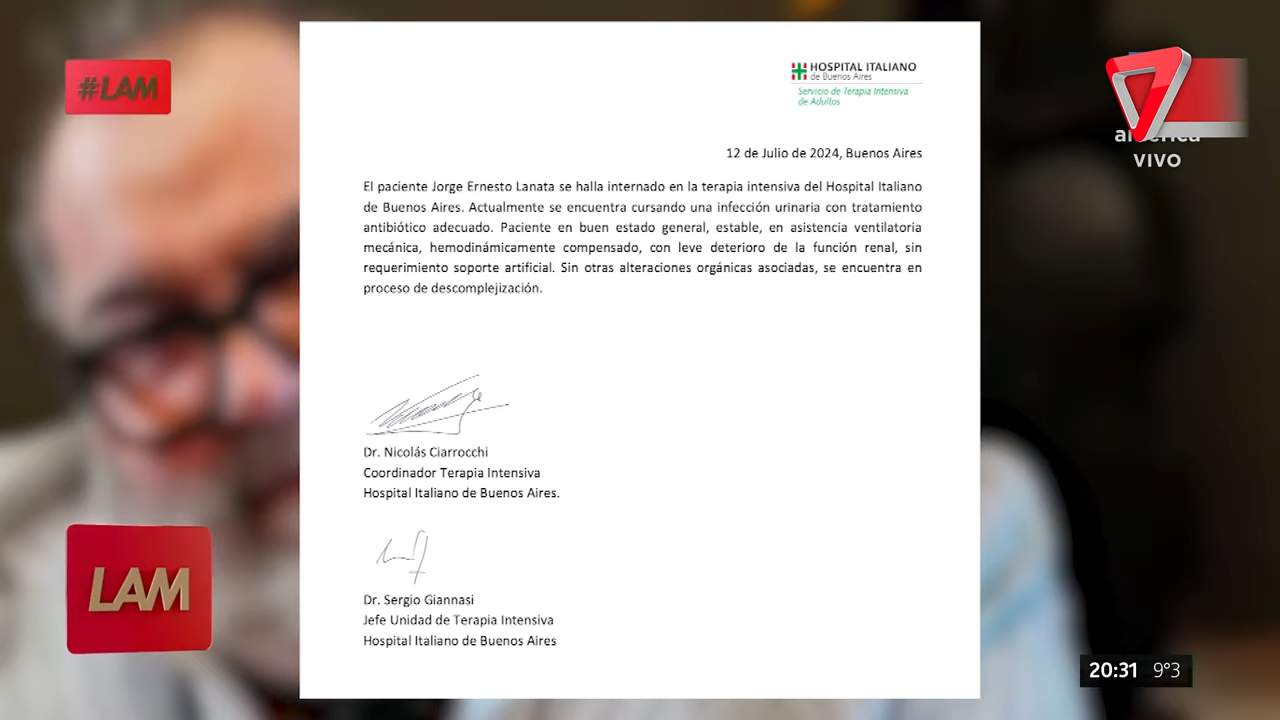 #LAM
HOSPITAL ITALIANO
de Buenos Aires
Servicio de Terapia Intensiva
de Adultos
VIVO
12 de Julio de 2024, Buenos Aires
El paciente Jorge Ernesto Lanata se halla internado en la terapia intensiva del Hospital Italiano
de Buenos Aires. Actualmente se encuentra cursando una infección urinaria con tratamiento
antibiótico adecuado. Paciente en buen estado general, estable, en asistencia ventilatoria
mecánica, hemodinámicamente compensado, con leve deterioro de la función renal, sin
requerimiento soporte artificial. Sin otras alteraciones orgánicas asociadas, se encuentra en
proceso de descomplejización.
Dr. Nicolás Ciarrocchi
Coordinador Terapia Intensiva
Hospital Italiano de Buenos Aires.
LAM
Dr. Sergio Giannasi
Jefe Unidad de Terapia Intensiva
Hospital Italiano de Buenos Aires
20:31 9°3